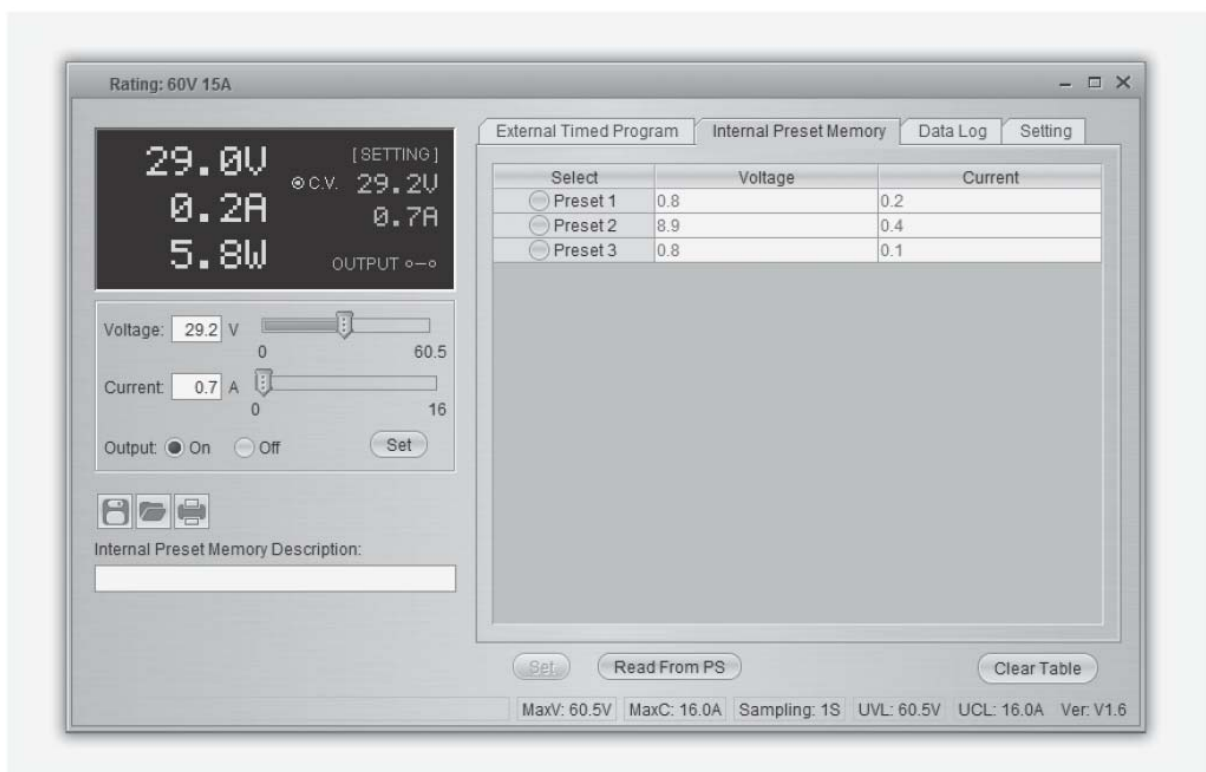 Rating: 60V 15A
29.0V
[SETTING]
C.V. 29.2V
0.2A
0.7A
5.8W
OUTPUT
Voltage: 29.2 V
0 60.5
Current: 0.7 A
0 16
Output: On Off Set
Internal Preset Memory Description:
External Timed Program Internal Preset Memory Data Log Setting
Select Voltage Current
Preset 1 0.8 0.2
Preset 2 8.9 0.4
Preset 3 0.8 0.1
Set Read From PS Clear Table
MaxV: 60.5V MaxC: 16.0A Sampling: 1S UVL: 60.5V UCL: 16.0A Ver: V1.6